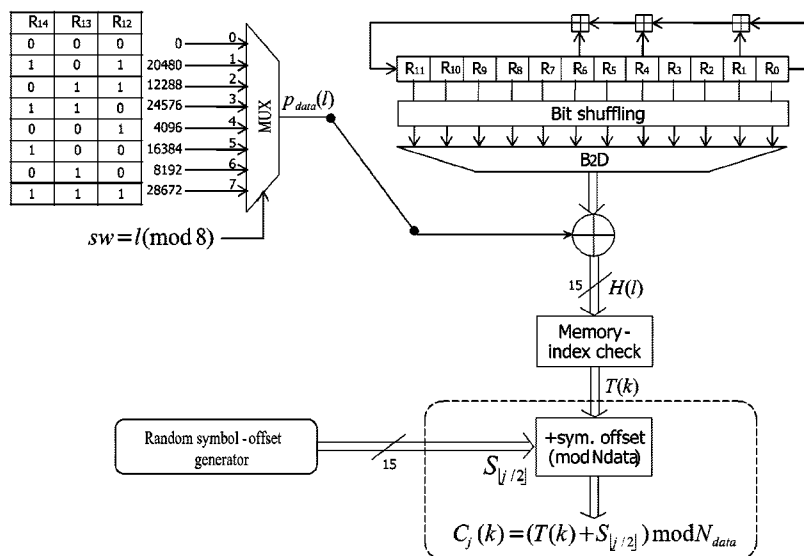 R14 R13 R12
0 0 0
1 0 1
0 1 1
1 1 0
0 0 1
1 0 0
0 1 0
1 1 1
0 0
20480 1
12288 2
24576 3
4096 4
16384 5
8192 6
28672 7
MUX
p_data(l)
sw = l(mod 8)
R11 R10 R9 R8 R7 R6 R5 R4 R3 R2 R1 R0
Bit shuffling
B2D
15 H(l)
Memory-
index check
T(k)
Random symbol - offset
generator
15
S⌊j/2⌋
+sym. offset
(modNdata)
C_j(k) = (T(k) + S⌊j/2⌋) mod N_data